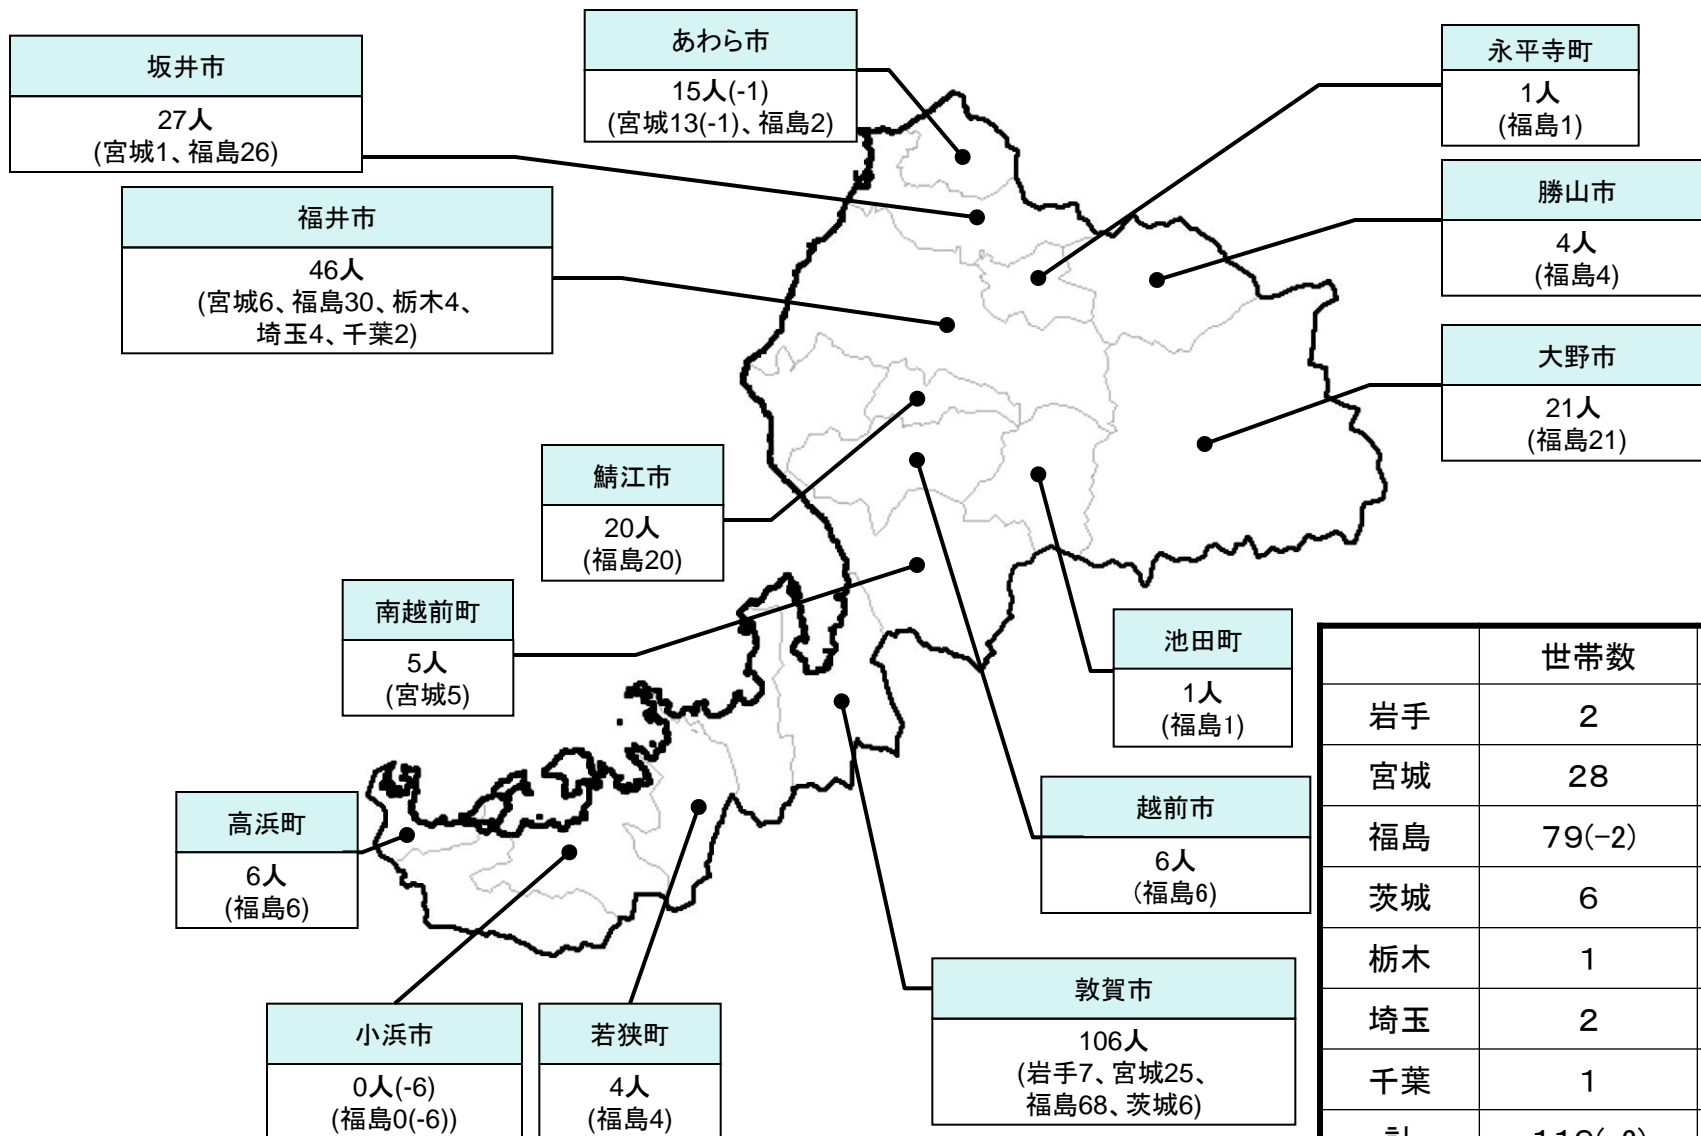 坂井市
27人
(宮城1、福島26)
あわら市
15人(-1)
(宮城13(-1)、福島2)
永平寺町
1人
(福島1)
福井市
46人
(宮城6、福島30、栃木4、
埼玉4、千葉2)
勝山市
4人
(福島4)
大野市
21人
(福島21)
鯖江市
20人
(福島20)
南越前町
5人
(宮城5)
池田町
1人
(福島1)
越前市
6人
(福島6)
高浜町
6人
(福島6)
小浜市
0人(-6)
(福島0(-6))
若狭町
4人
(福島4)
敦賀市
106人
(岩手7、宮城25、
福島68、茨城6)
世帯数
岩手 2
宮城 28
福島 79(-2)
茨城 6
栃木 1
埼玉 2
千葉 1